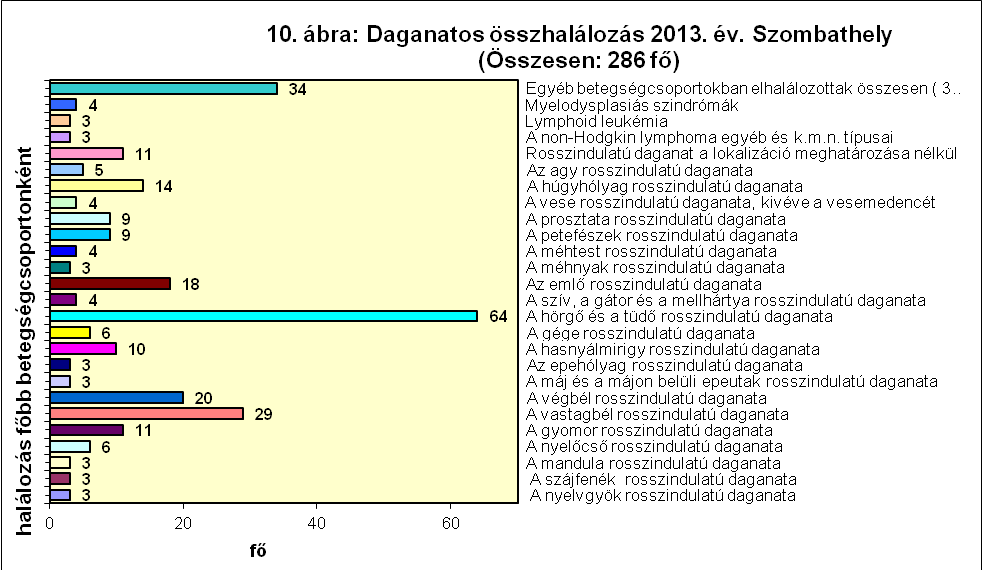 10. ábra: Daganatos összhalálozás 2013. év. Szombathely
(Összesen: 286 fő)
halálozás főbb betegségcsoportonként
34 Egyéb betegségcsoportokban elhalálozottak összesen ( 3..
4 Myelodysplasiás szindrómák
3 Lymphoid leukémia
3 A non-Hodgkin lymphoma egyéb és k.m.n. típusai
11 Rosszindulatú daganat a lokalizáció meghatározása nélkül
5 Az agy rosszindulatú daganata
14 A húgyhólyag rosszindulatú daganata
4 A vese rosszindulatú daganata, kivéve a vesemedencét
9 A prosztata rosszindulatú daganata
9 A petefészek rosszindulatú daganata
4 A méhtest rosszindulatú daganata
3 A méhnyak rosszindulatú daganata
18 Az emlő rosszindulatú daganata
4 A szív, a gátor és a mellhártya rosszindulatú daganata
64 A hörgő és a tüdő rosszindulatú daganata
6 A gége rosszindulatú daganata
10 A hasnyálmirigy rosszindulatú daganata
3 Az epehólyag rosszindulatú daganata
3 A máj és a májon belüli epeutak rosszindulatú daganata
20 A végbél rosszindulatú daganata
29 A vastagbél rosszindulatú daganata
11 A gyomor rosszindulatú daganata
6 A nyelőcső rosszindulatú daganata
3 A mandula rosszindulatú daganata
3 A szájfenék rosszindulatú daganata
3 A nyelvgyök rosszindulatú daganata
0 20 40 60
fő